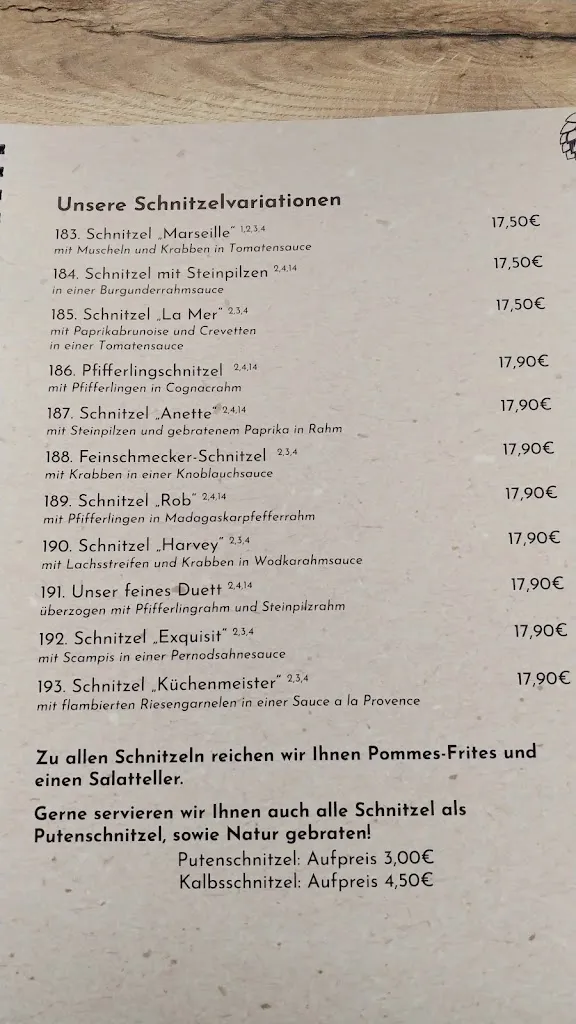 Unsere Schnitzelvariationen
183. Schnitzel „Marseille" 1,2,3,4 17,50€
mit Muscheln und Krabben in Tomatensauce
184. Schnitzel mit Steinpilzen 2,4,14 17,50€
in einer Burgunderrahmsauce
185. Schnitzel „La Mer" 2,3,4 17,50€
mit Paprikabrunoise und Crevetten
in einer Tomatensauce
186. Pfifferlingschnitzel 2,4,14 17,90€
mit Pfifferlingen in Cognacrahm
187. Schnitzel „Anette" 2,4,14 17,90€
mit Steinpilzen und gebratenem Paprika in Rahm
188. Feinschmecker-Schnitzel 2,3,4 17,90€
mit Krabben in einer Knoblauchsauce
189. Schnitzel „Rob" 2,4,14 17,90€
mit Pfifferlingen in Madagaskarpfefferrahm
190. Schnitzel „Harvey" 2,3,4 17,90€
mit Lachsstreifen und Krabben in Wodkarahmsauce
191. Unser feines Duett 2,4,14 17,90€
überzogen mit Pfifferlingrahm und Steinpilzrahm
192. Schnitzel „Exquisit" 2,3,4 17,90€
mit Scampis in einer Pernodsahnesauce
193. Schnitzel „Küchenmeister" 2,3,4 17,90€
mit flambierten Riesengarnelen in einer Sauce a la Provence
Zu allen Schnitzeln reichen wir Ihnen Pommes-Frites und
einen Salatteller.
Gerne servieren wir Ihnen auch alle Schnitzel als
Putenschnitzel, sowie Natur gebraten!
Putenschnitzel: Aufpreis 3,00€
Kalbsschnitzel: Aufpreis 4,50€